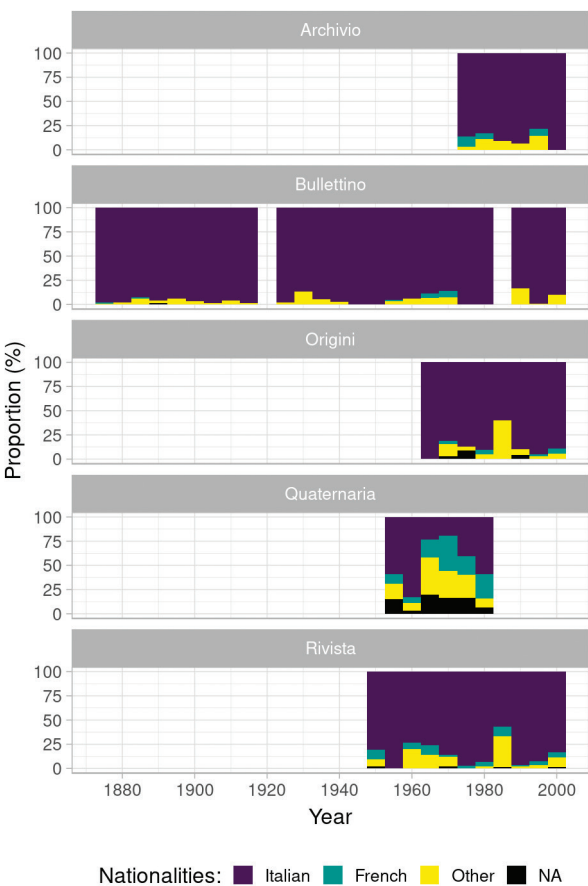 Archivio
100
75
50
25
0
Bullettino
100
75
50
25
0
Origini
100
75
50
25
0
Quaternaria
100
75
50
25
0
Rivista
100
75
50
25
0
Proportion (%)
1880 1900 1920 1940 1960 1980 2000
Year
Nationalities: Italian French Other NA